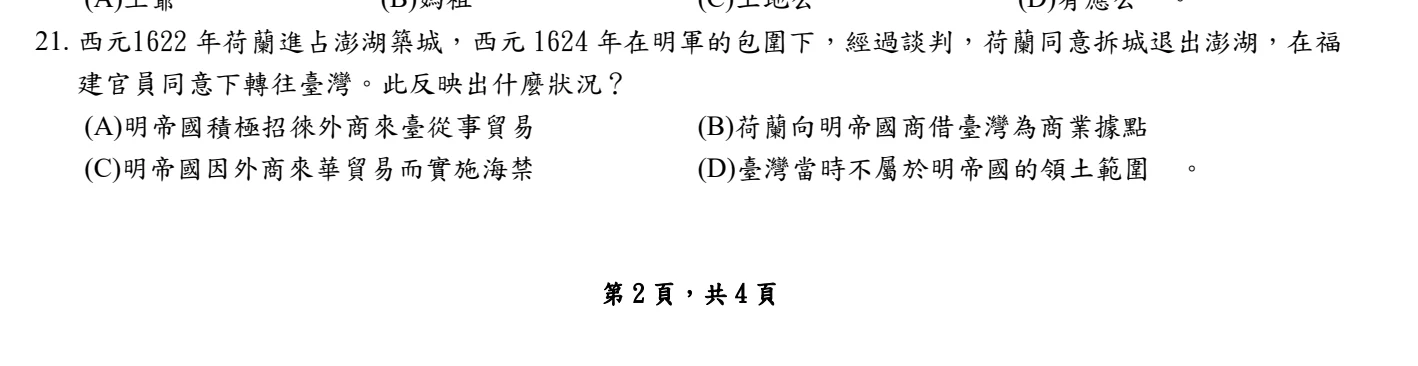 21. 西元1622 年荷蘭進占澎湖築城，西元 1624 年在明軍的包圍下，經過談判，荷蘭同意拆城退出澎湖，在福
建官員同意下轉往臺灣。此反映出什麼狀況？
(A)明帝國積極招徠外商來臺從事貿易 (B)荷蘭向明帝國商借臺灣為商業據點
(C)明帝國因外商來華貿易而實施海禁 (D)臺灣當時不屬於明帝國的領土範圍 。
第 2 頁，共 4 頁